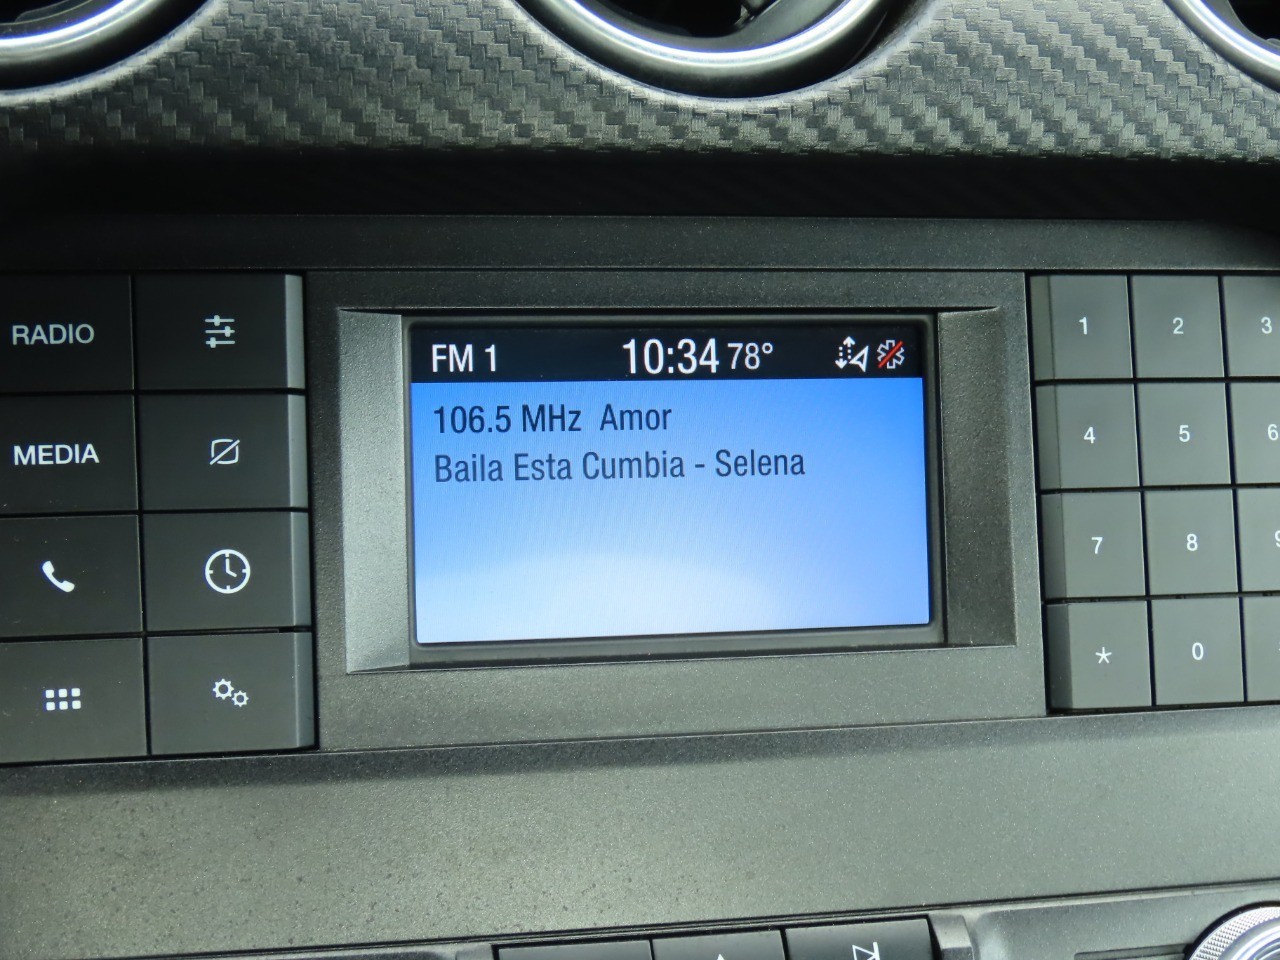 FM 1 10:34 78°
106.5 MHz Amor
Baila Esta Cumbia - Selena
RADIO
MEDIA
1 2 3
4 5 6
7 8 9
* 0